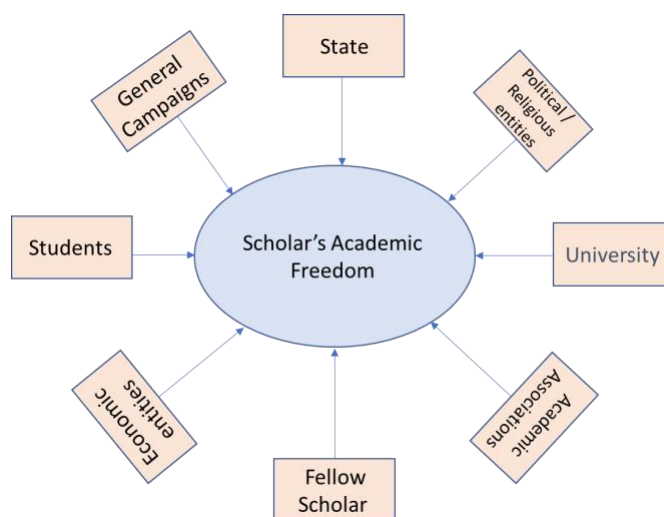 State
General
Campaigns
Political /
Religious
entities
Students
Scholar’s Academic
Freedom
University
Economic
entities
Fellow
Scholar
Academic
Associations